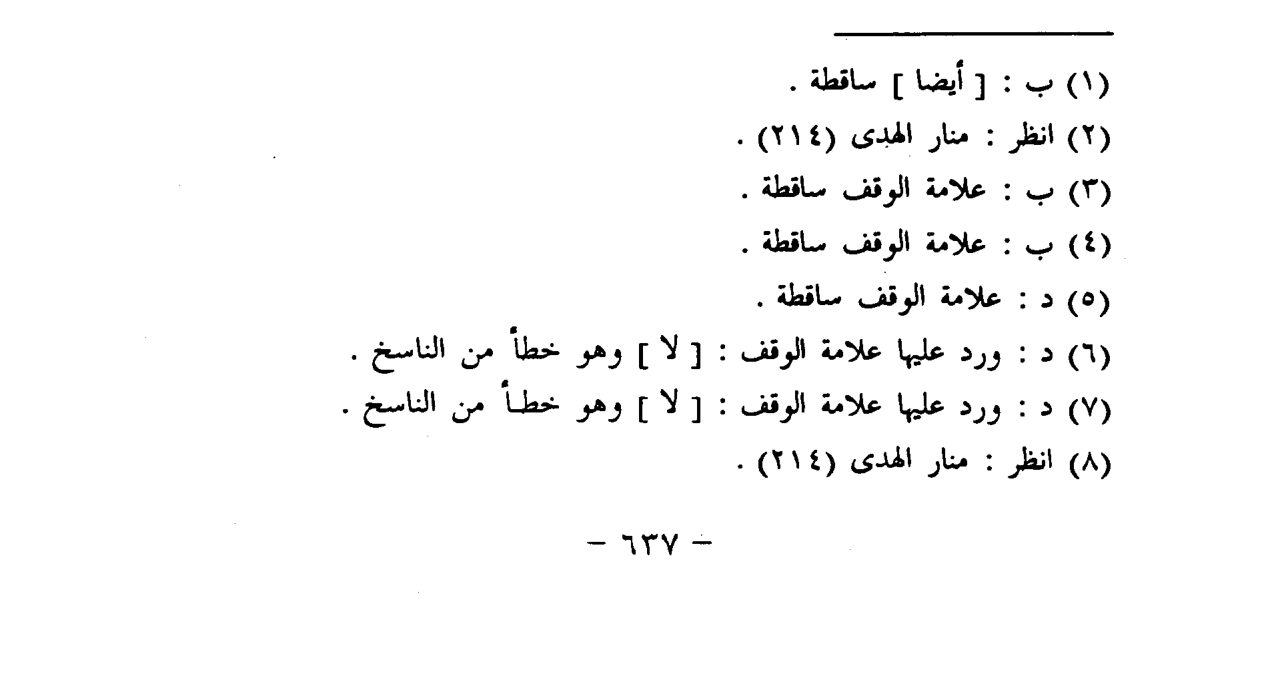 (١) ب : [ أيضا ] ساقطة .
(٢) انظر : منار الهدى (٢١٤) .
(٣) ب : علامة الوقف ساقطة .
(٤) ب : علامة الوقف ساقطة .
(٥) د : علامة الوقف ساقطة .
(٦) د : ورد عليها علامة الوقف : [ لا ] وهو خطأ من الناسخ .
(٧) د : ورد عليها علامة الوقف : [ لا ] وهو خطـأ من الناسخ .
(٨) انظر : منار الهدى (٢١٤) .
– ٦٣٧ –